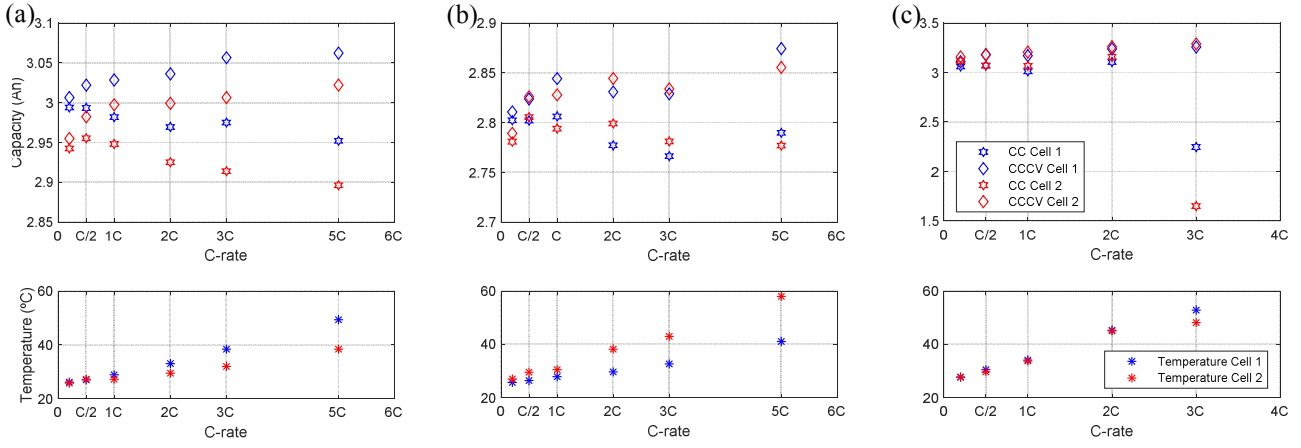 (a)
3.1
3.05
3
2.95
2.9
2.85
Capacity (An)
0 C/2 1C 2C 3C 5C 6C
C-rate
60
40
20
Temperature (ºC)
0 C/2 1C 2C 3C 5C 6C
C-rate
(b)
2.9
2.85
2.8
2.75
2.7
0 C/2 C 2C 3C 5C 6C
C-rate
60
40
20
0 C/2 1C 2C 3C 5C 6C
C-rate
(c)
3.5
3
2.5
2
1.5
CC Cell 1
CCCV Cell 1
CC Cell 2
CCCV Cell 2
0 C/2 1C 2C 3C 4C
C-rate
60
40
20
Temperature Cell 1
Temperature Cell 2
0 C/2 1C 2C 3C 4C
C-rate